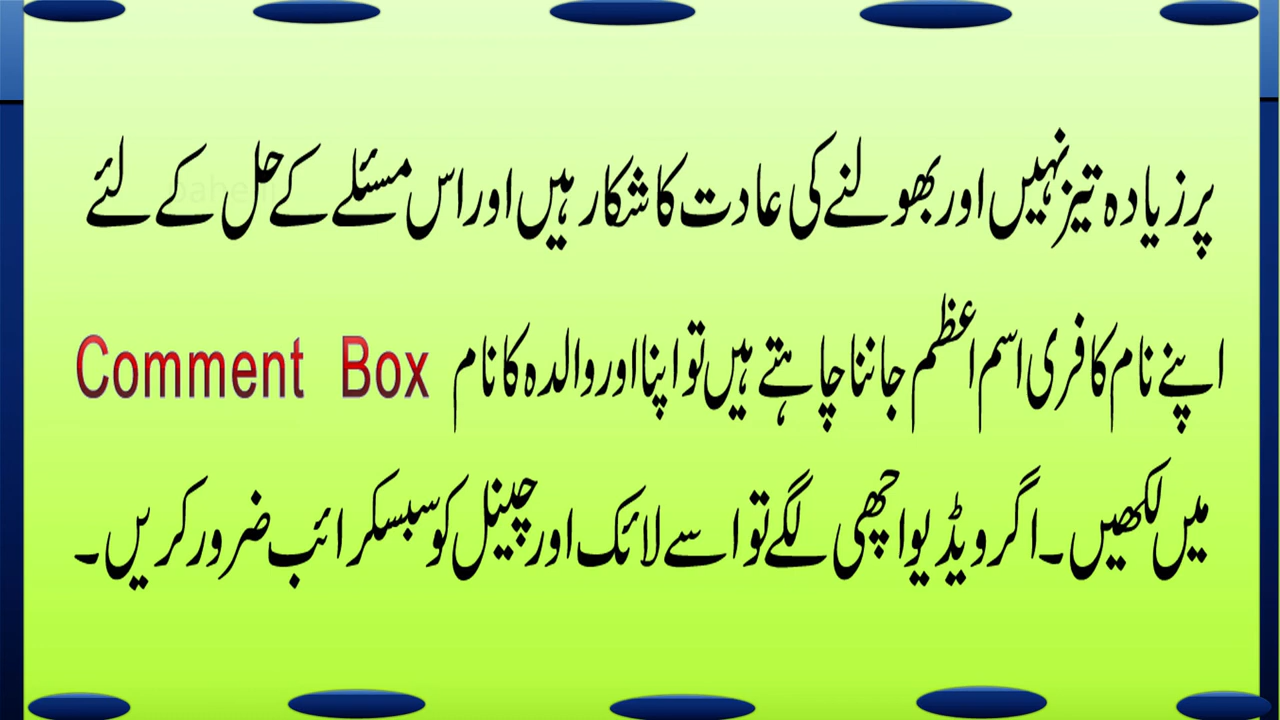 پر زیادہ تیز نہیں اور بھولنے کی عادت کا شکار ہیں اور اس مسئلے کے حل کے لئے
اپنے نام کا فری اسم اعظم جاننا چاہتے ہیں تو اپنا اور والدہ کا نام Comment Box
میں لکھیں۔ اگر ویڈیو اچھی لگے تو اسے لائک اور چینل کو سبسکرائب ضرور کریں۔